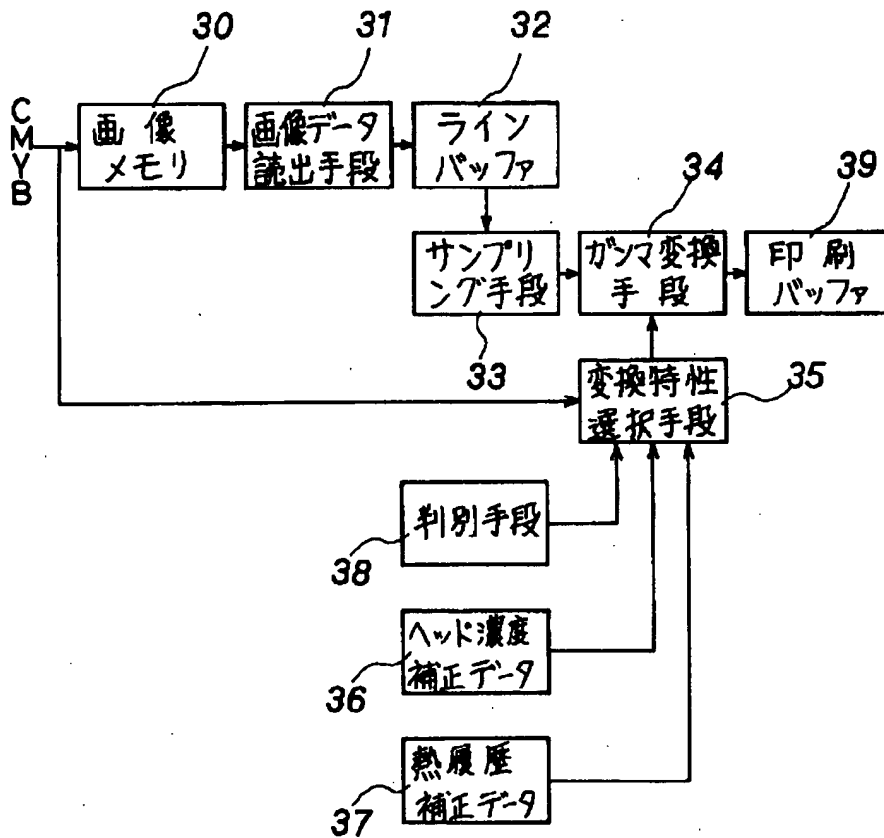 30
31
32
C
M
Y
B
画像
メモリ
画像データ
読出手段
ライン
バッファ
34
39
サンプリ
ング手段
ガンマ変換
手段
印刷
バッファ
33
変換特性
選択手段
35
判別手段
38
ヘッド濃度
補正データ
36
熱履歴
補正データ
37